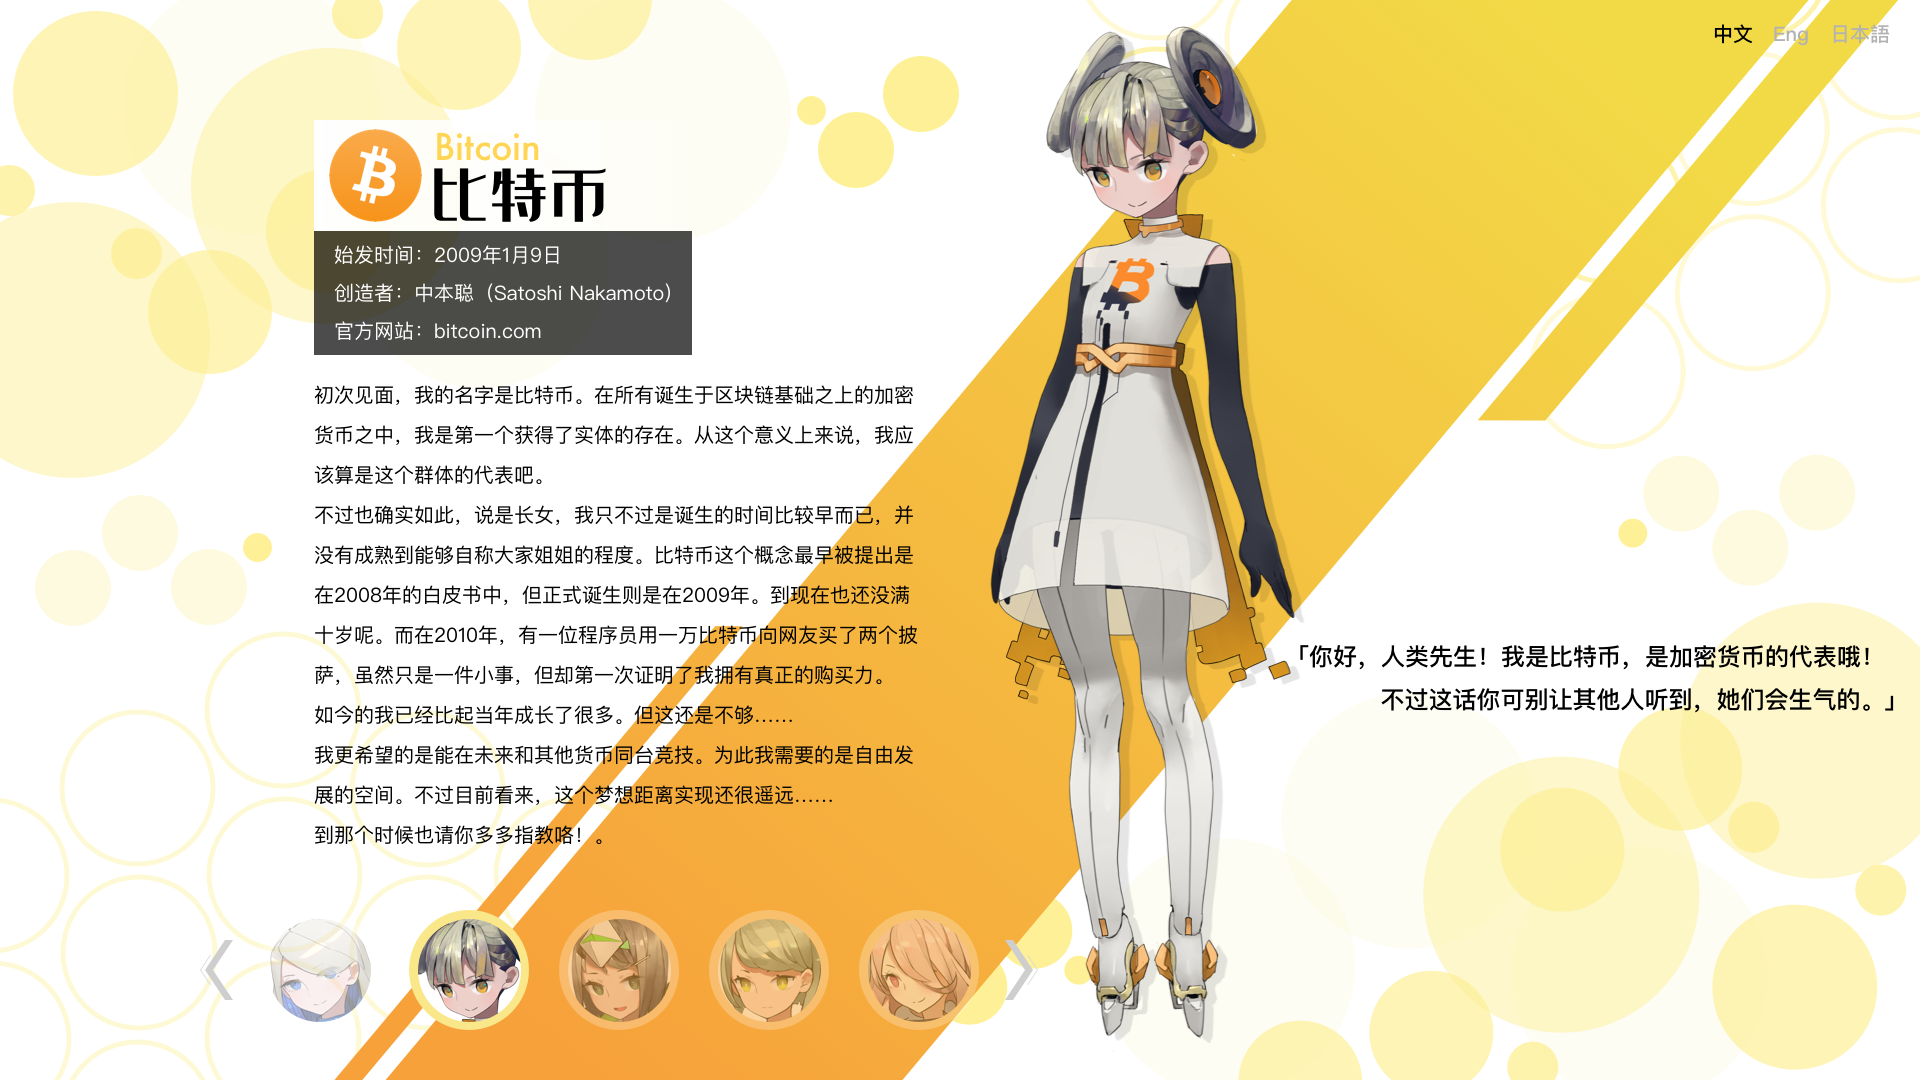 中文 Eng 日本語
Bitcoin
比特币
始发时间：2009年1月9日
创造者：中本聪（Satoshi Nakamoto）
官方网站：bitcoin.com
初次见面，我的名字是比特币。在所有诞生于区块链基础之上的加密
货币之中，我是第一个获得了实体的存在。从这个意义上来说，我应
该算是这个群体的代表吧。
不过也确实如此，说是长女，我只不过是诞生的时间比较早而已，并
没有成熟到能够自称大家姐姐的程度。比特币这个概念最早被提出是
在2008年的白皮书中，但正式诞生则是在2009年。到现在也还没满
十岁呢。而在2010年，有一位程序员用一万比特币向网友买了两个披
萨，虽然只是一件小事，但却第一次证明了我拥有真正的购买力。
如今的我已经比起当年成长了很多。但这还是不够……
我更希望的是能在未来和其他货币同台竞技。为此我需要的是自由发
展的空间。不过目前看来，这个梦想距离实现还很遥远……
到那个时候也请你多多指教咯！。
「你好，人类先生！我是比特币，是加密货币的代表哦！
不过这话你可别让其他人听到，她们会生气的。」